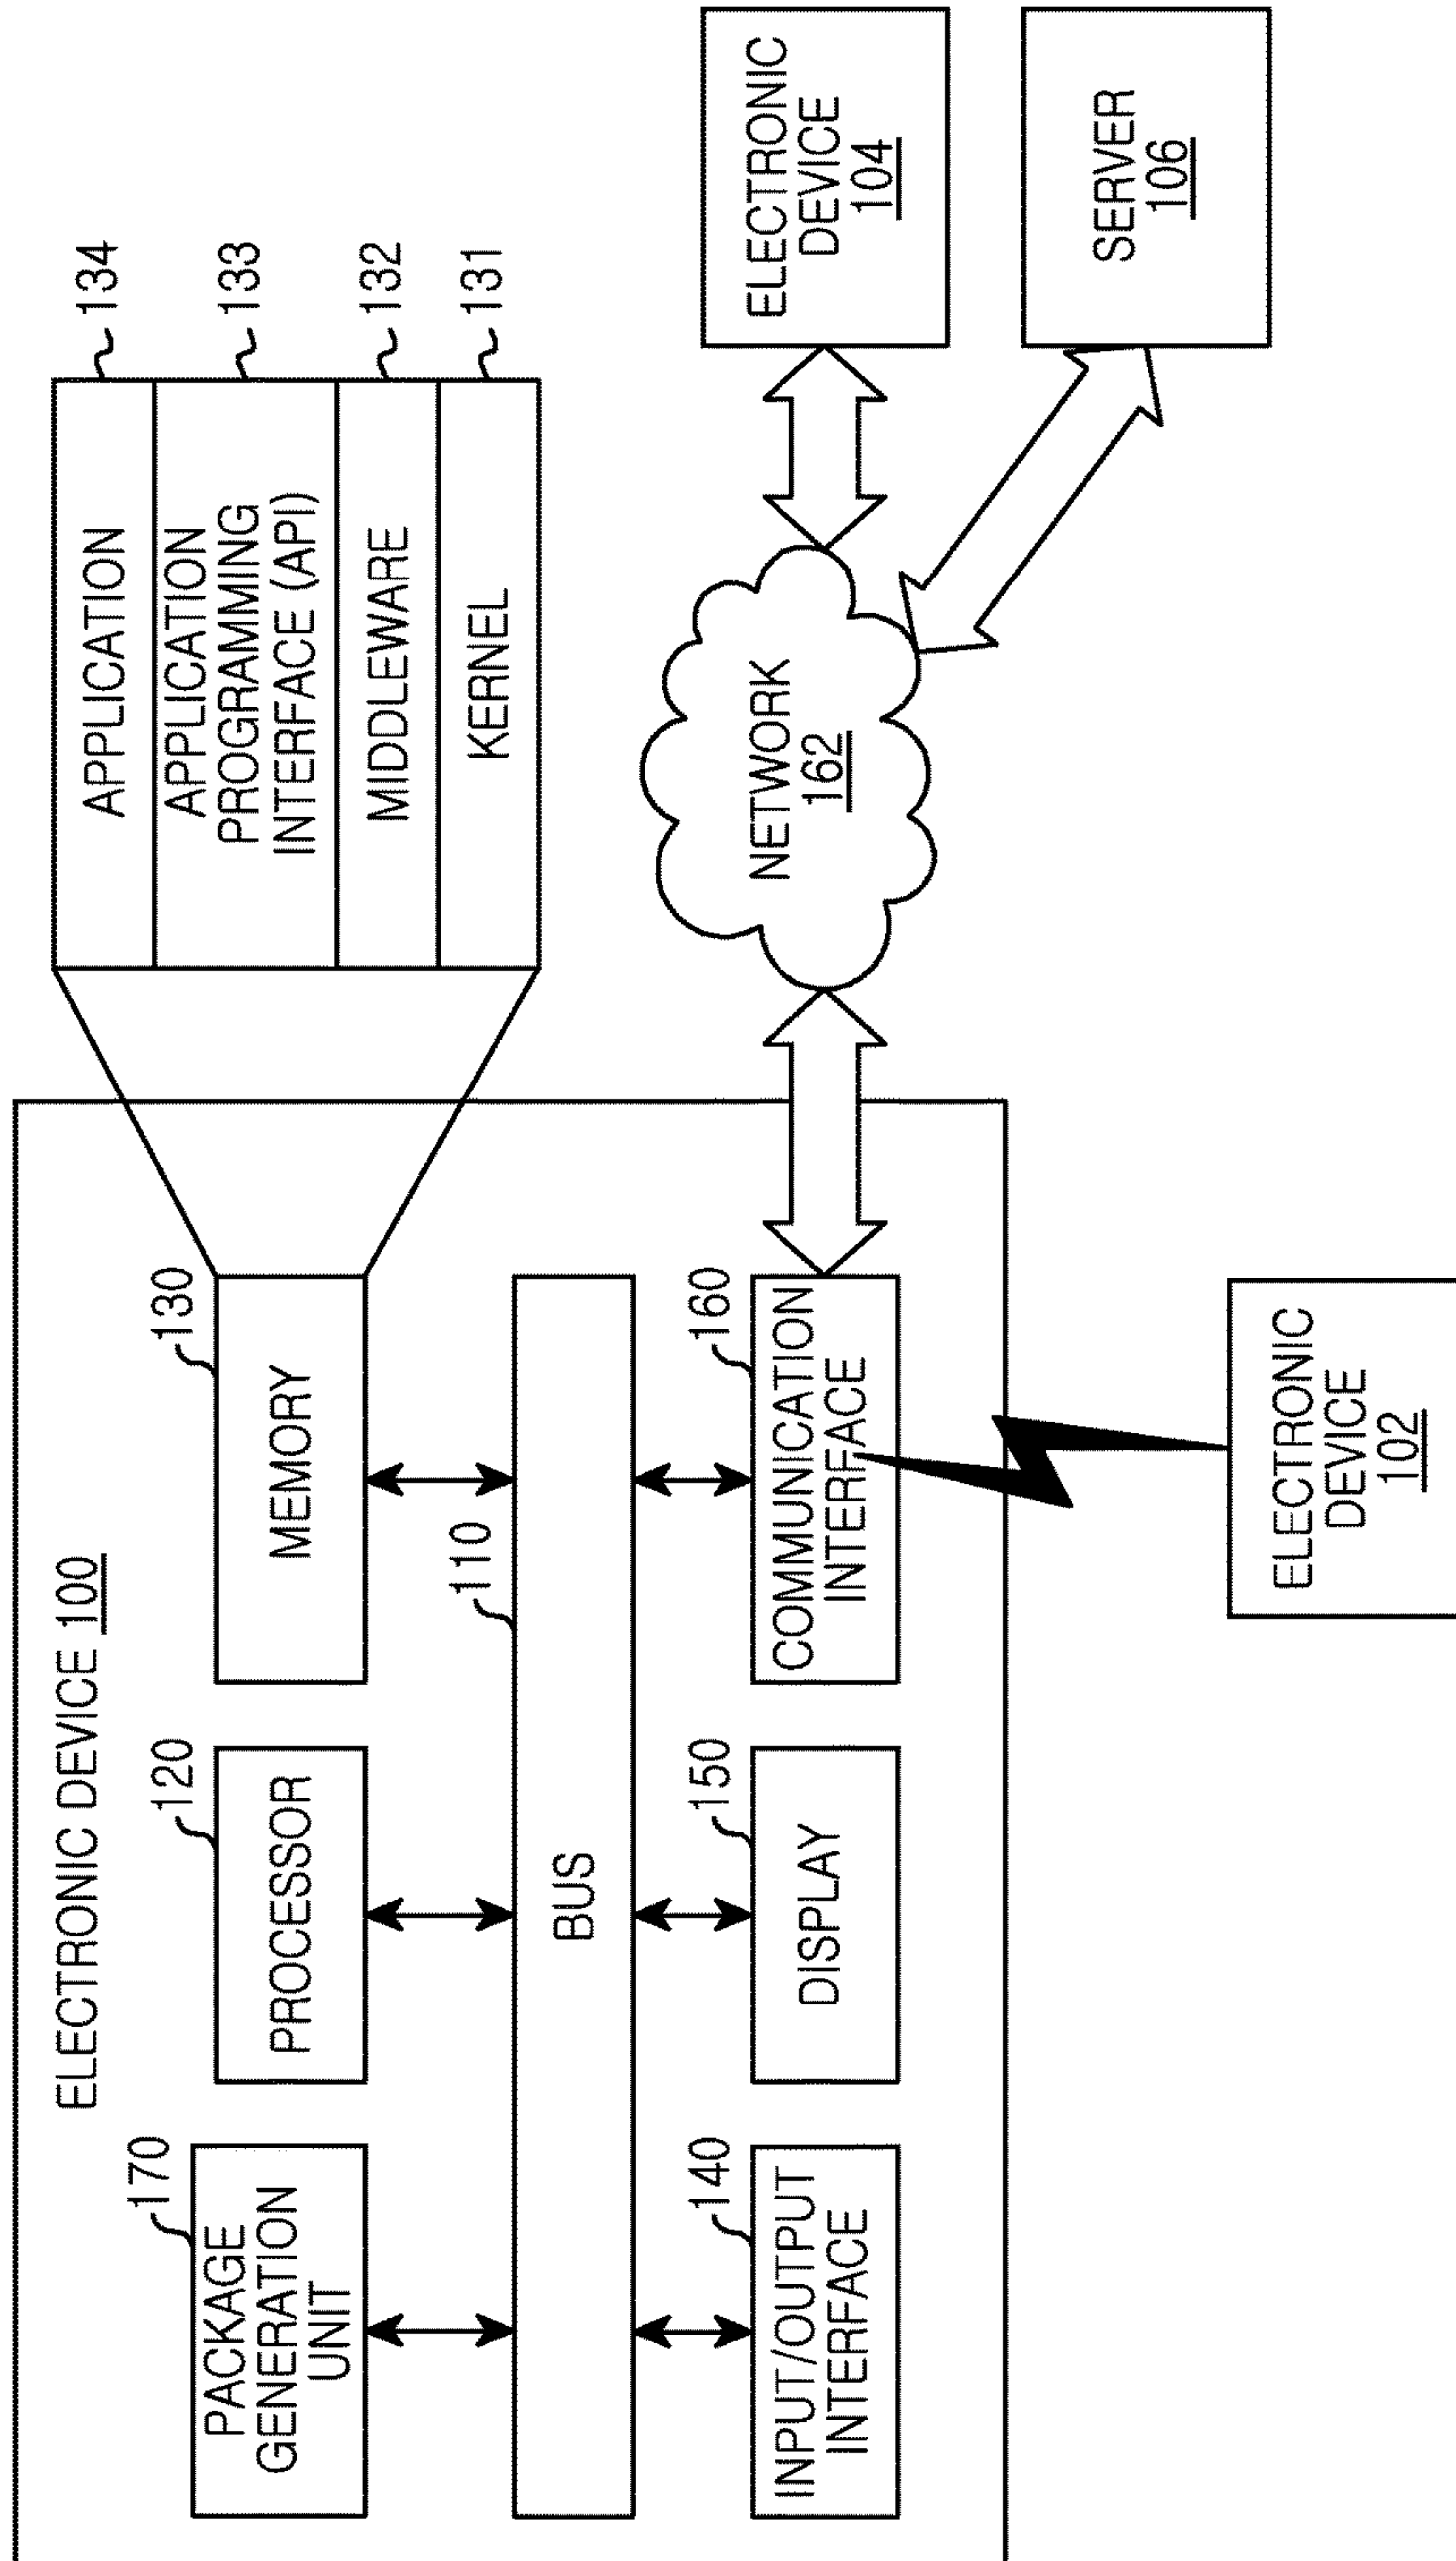 ELECTRONIC DEVICE 100
170
PACKAGE
GENERATION
UNIT
120
PROCESSOR
130
MEMORY
134
APPLICATION
133
APPLICATION
PROGRAMMING
INTERFACE (API)
132
MIDDLEWARE
131
KERNEL
110
BUS
140
INPUT/OUTPUT
INTERFACE
150
DISPLAY
160
COMMUNICATION
INTERFACE
NETWORK
162
ELECTRONIC
DEVICE
104
SERVER
106
ELECTRONIC
DEVICE
102